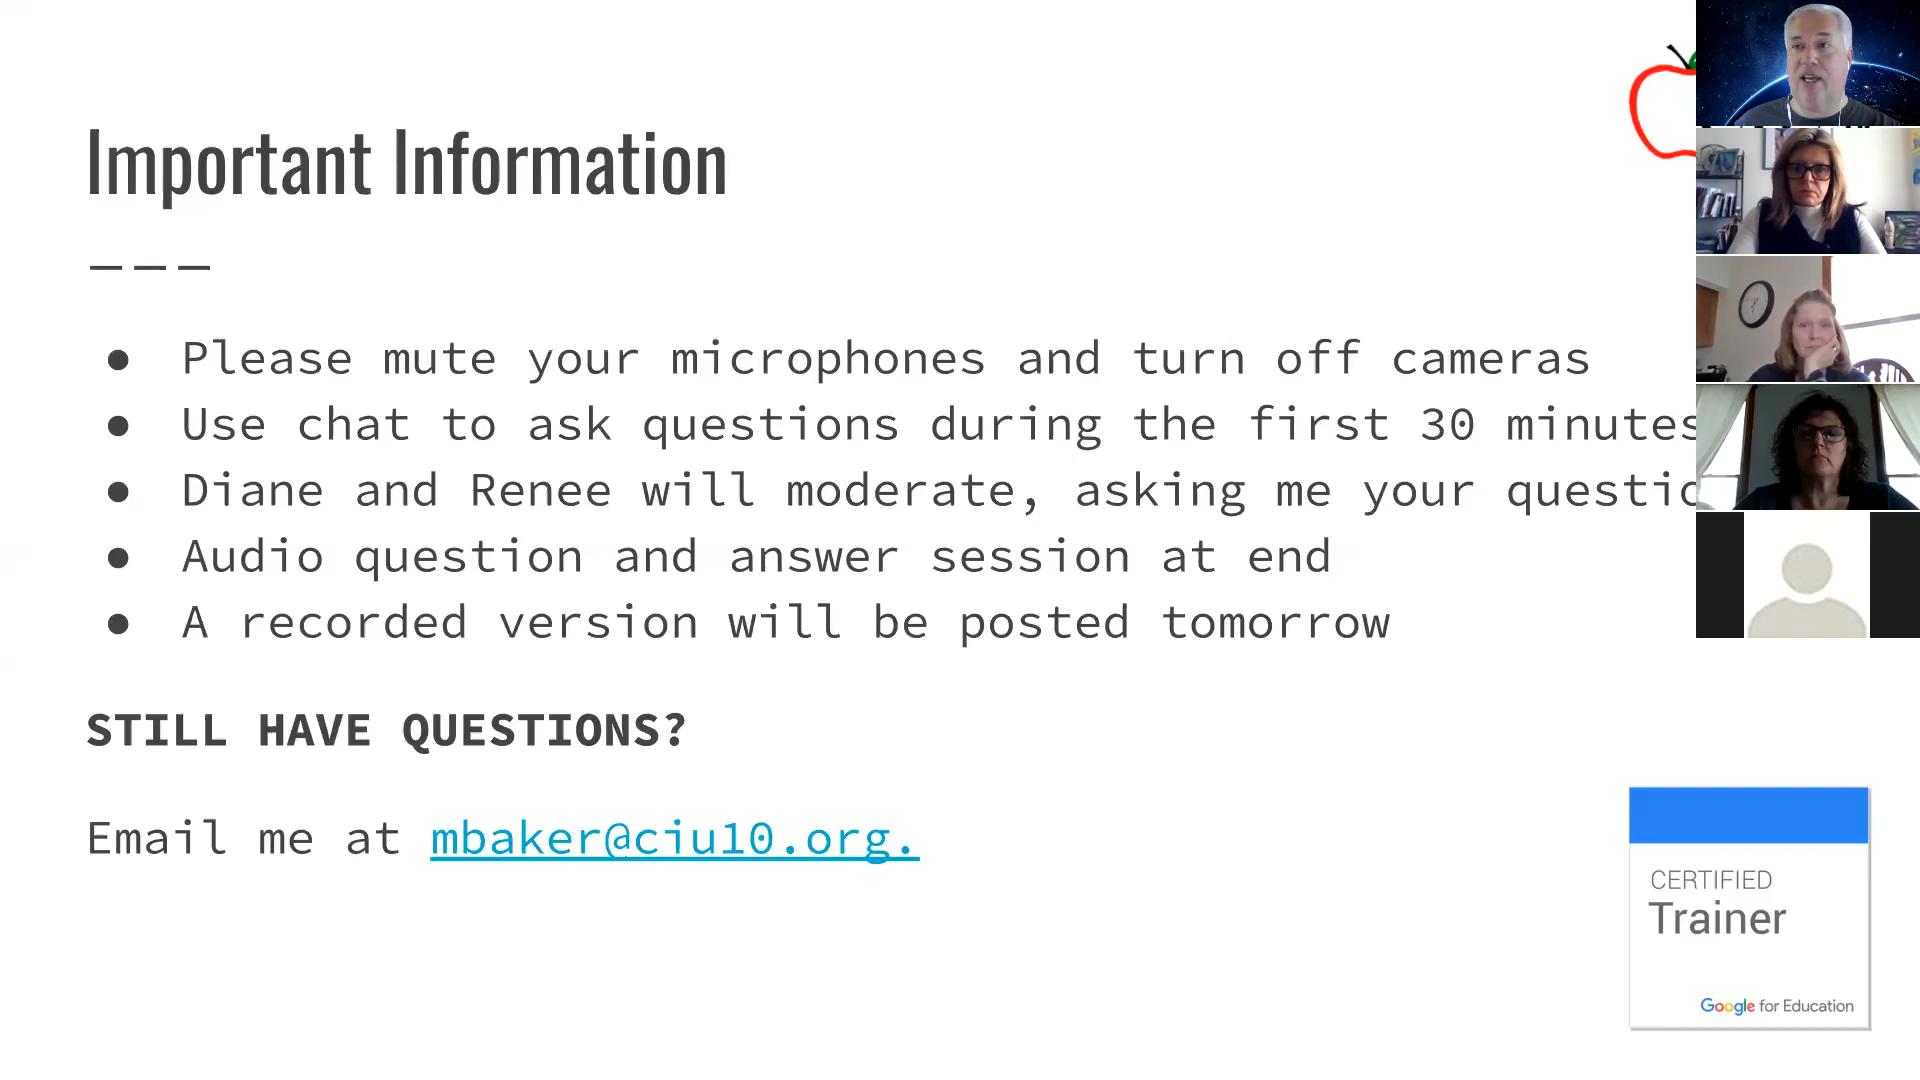 Important Information
● Please mute your microphones and turn off cameras
● Use chat to ask questions during the first 30 minutes
● Diane and Renee will moderate, asking me your
● Audio question and answer session at end
● A recorded version will be posted tomorrow
STILL HAVE QUESTIONS?
Email me at mbaker@ciu10.org.
CERTIFIED
Trainer
Google for Education